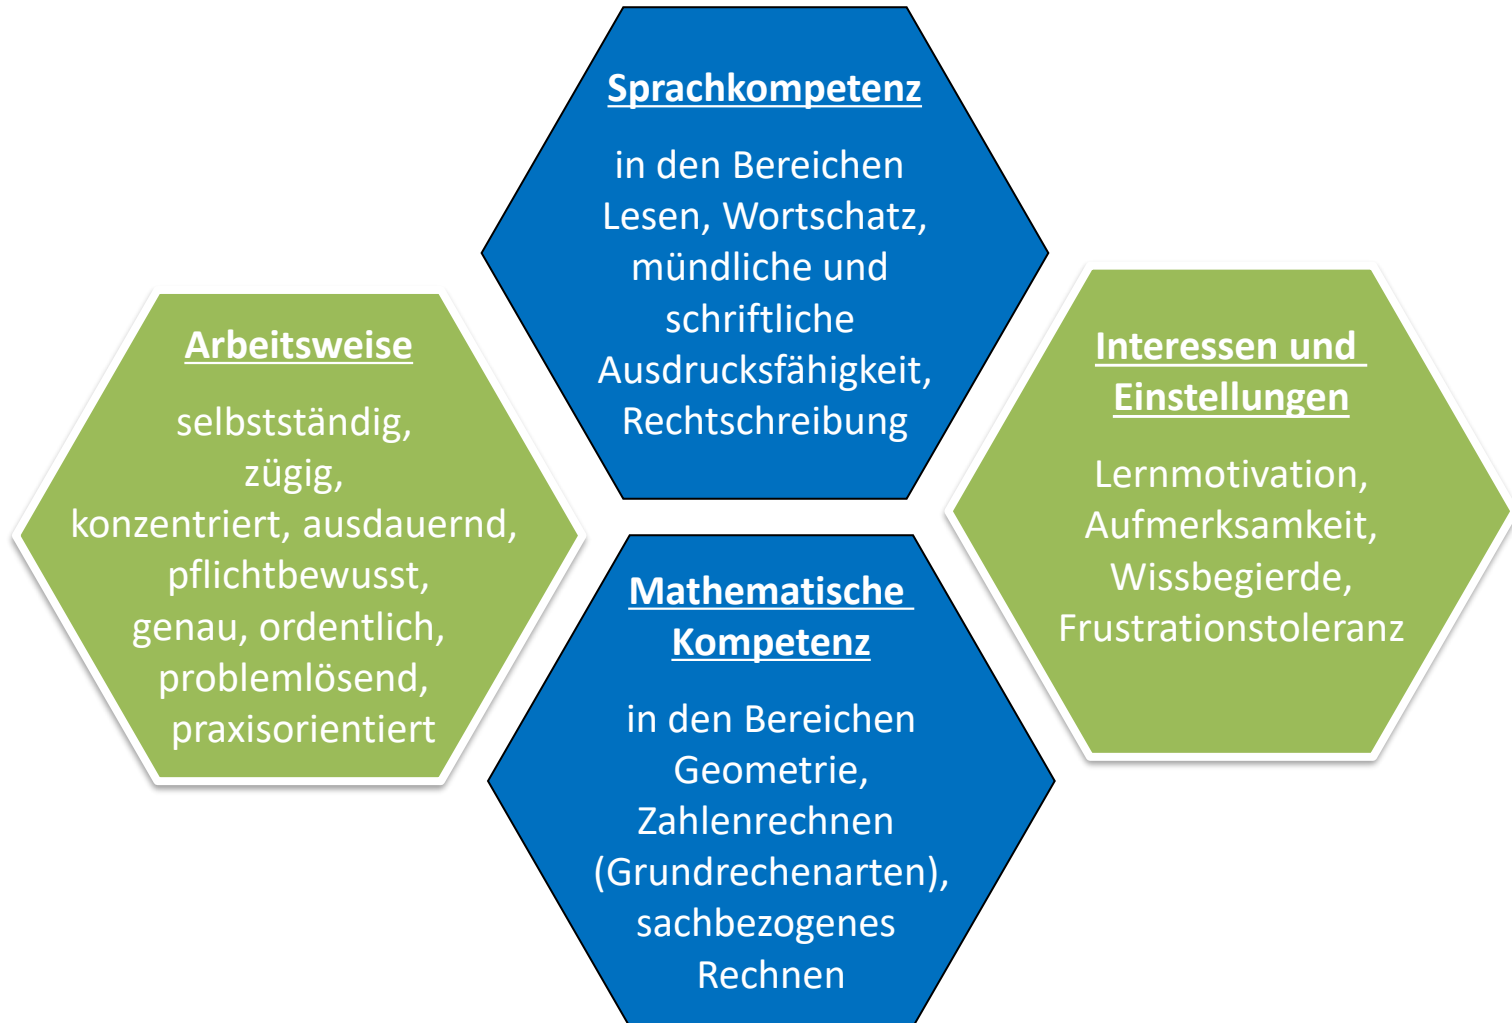 Sprachkompetenz
in den Bereichen
Lesen, Wortschatz,
mündliche und
schriftliche
Ausdrucksfähigkeit,
Rechtschreibung
Arbeitsweise
selbstständig,
zügig,
konzentriert, ausdauernd,
pflichtbewusst,
genau, ordentlich,
problemlösend,
praxisorientiert
Interessen und
Einstellungen
Lernmotivation,
Aufmerksamkeit,
Wissbegierde,
Frustrationstoleranz
Mathematische
Kompetenz
in den Bereichen
Geometrie,
Zahlenrechnen
(Grundrechenarten),
sachbezogenes
Rechnen